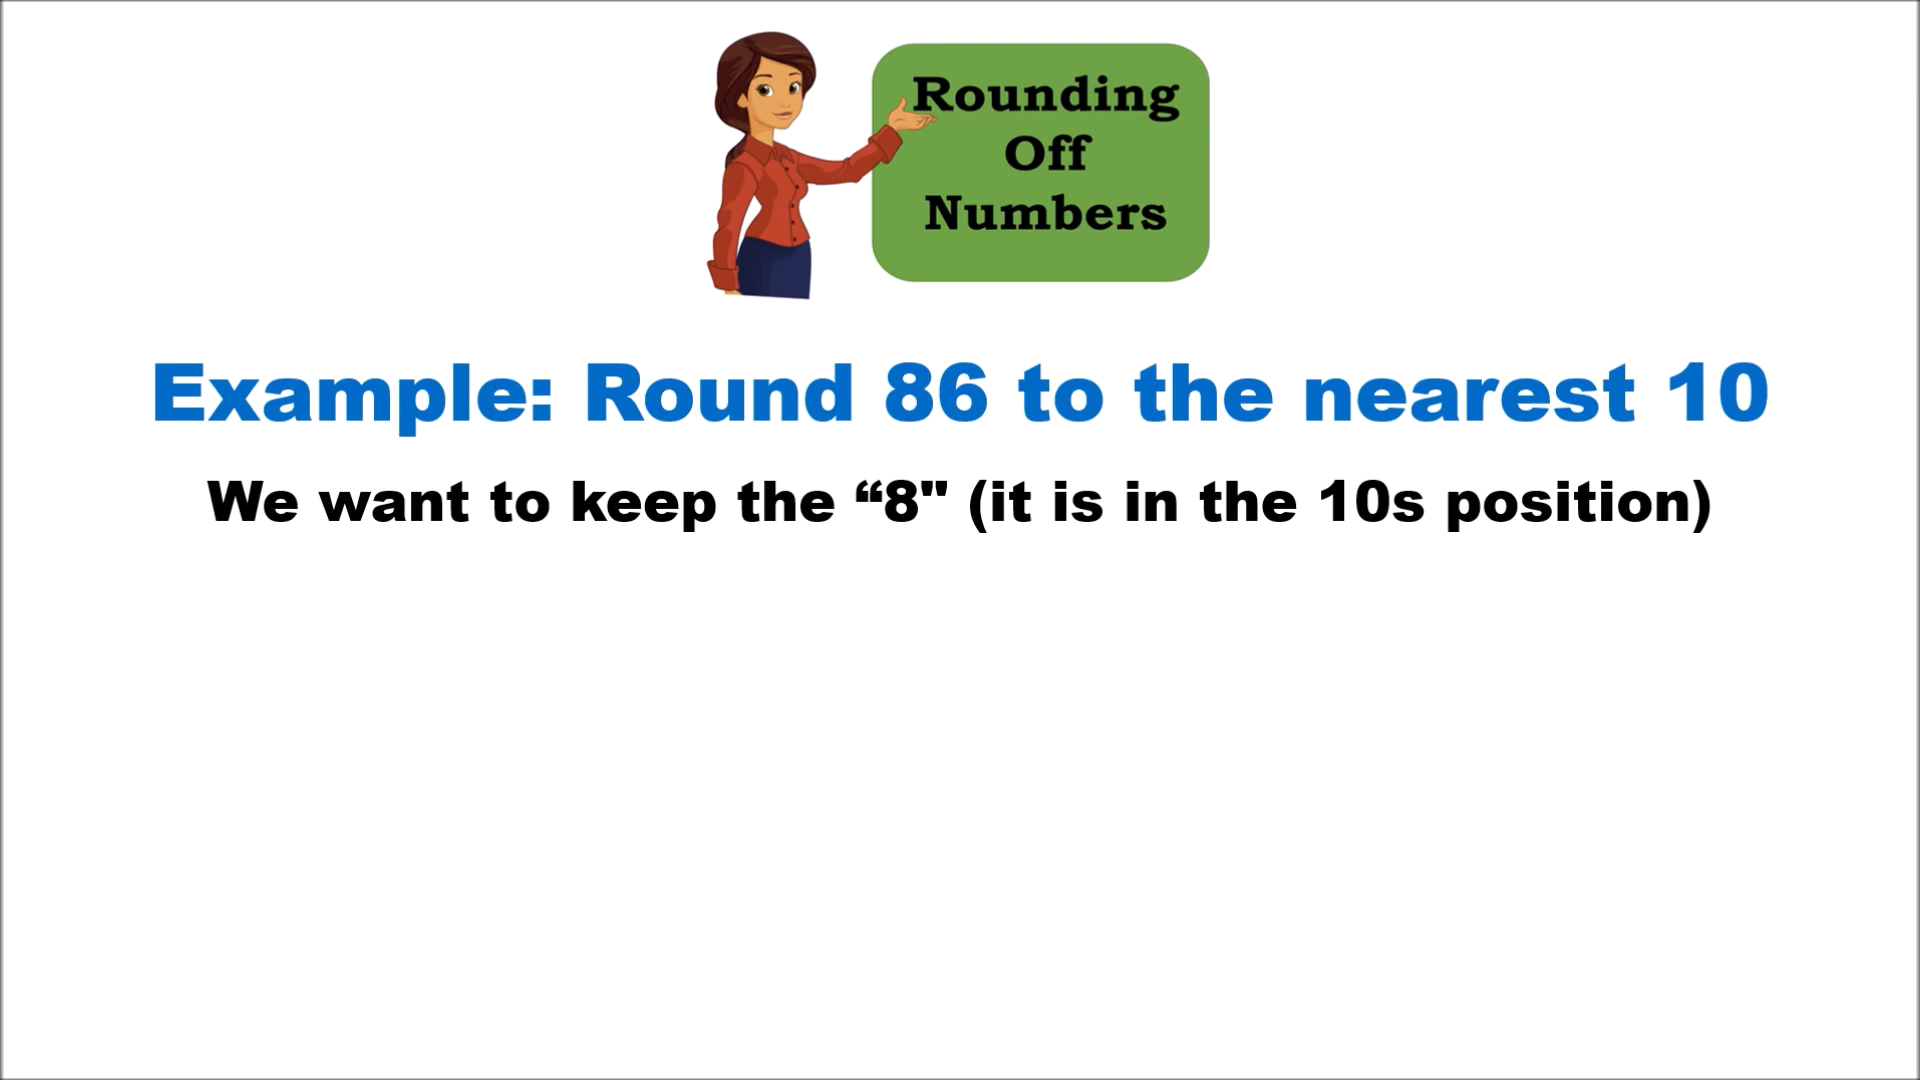 Rounding
Off
Numbers
Example: Round 86 to the nearest 10
We want to keep the “8" (it is in the 10s position)